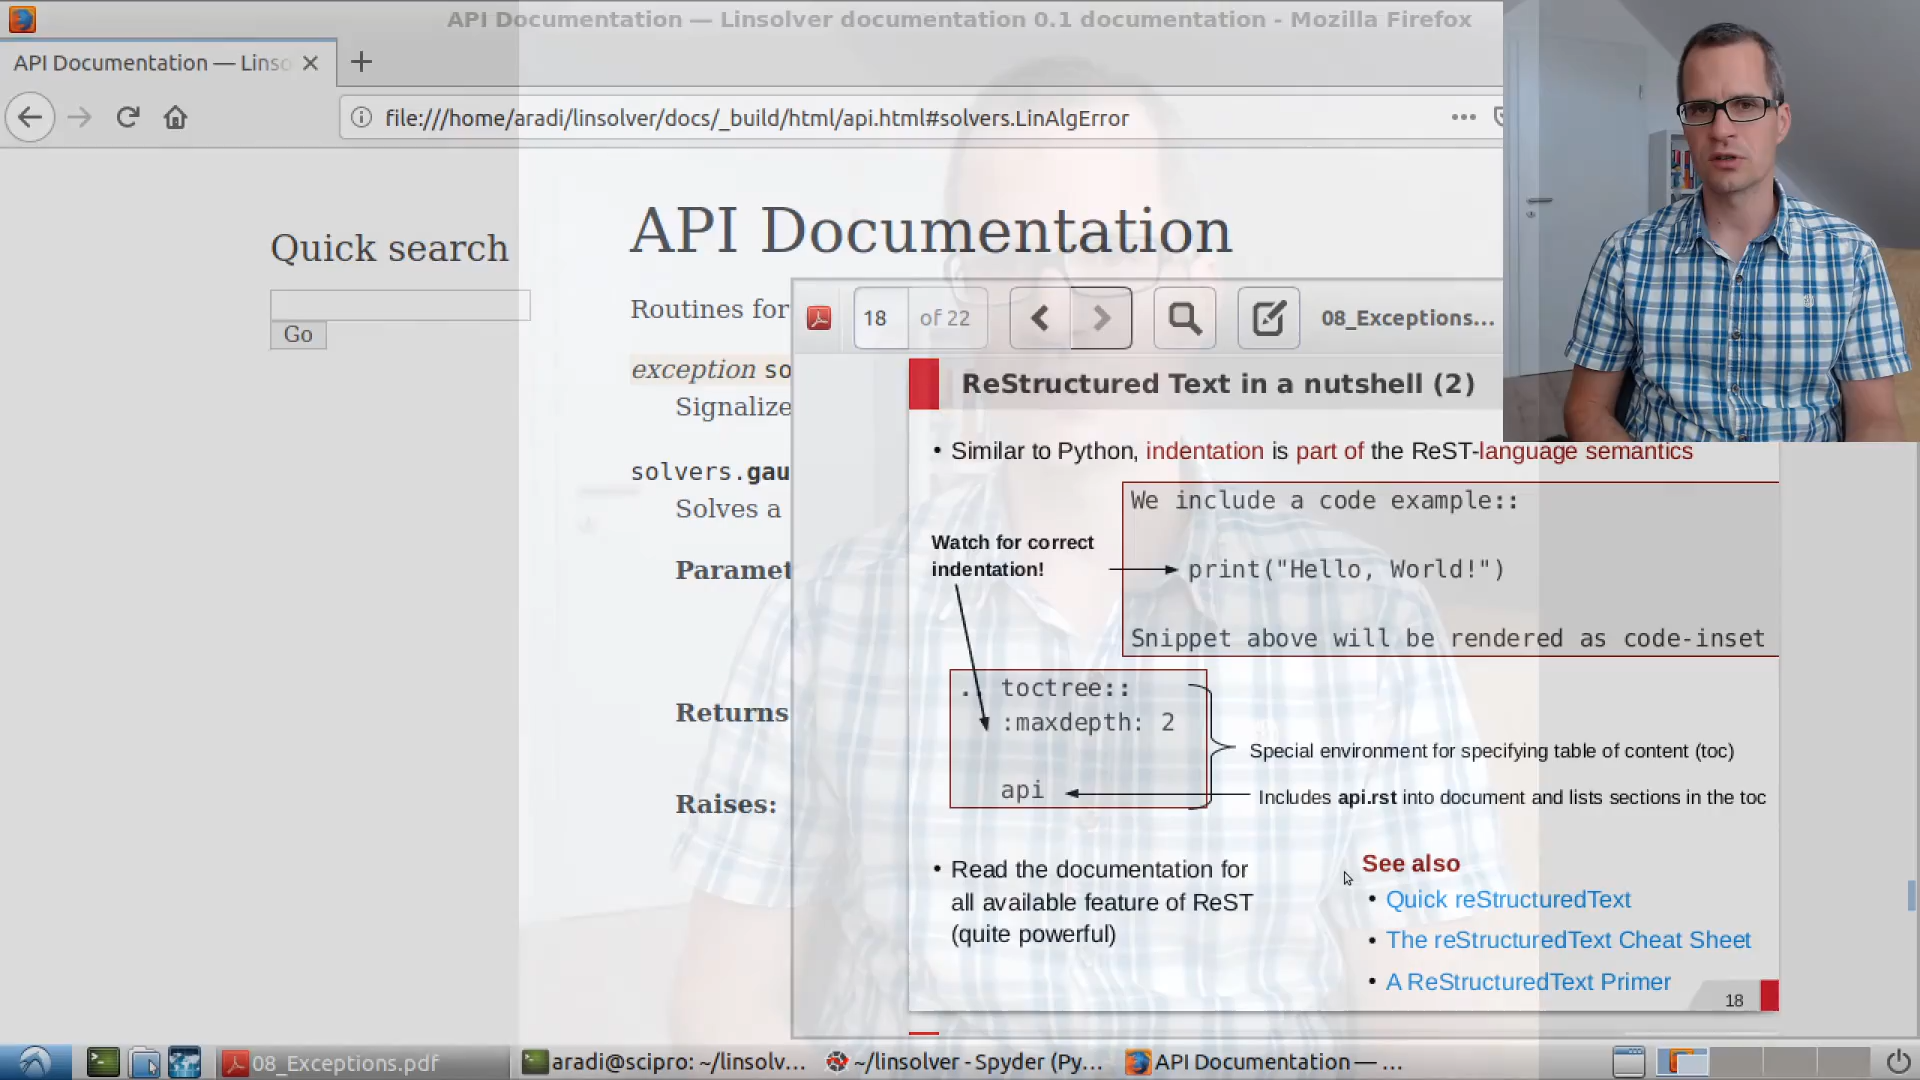 API Documentation — Linsolver documentation 0.1 documentation - Mozilla Firefox
API Documentation — Linso
file:///home/aradi/linsolver/docs/_build/html/api.html#solvers.LinAlgError
Quick search
Go
API Documentation
Routines for
exception so
Signalize
solvers.gau
Solves a
Paramet
Returns
Raises:
18 of 22
08_Exceptions...
ReStructured Text in a nutshell (2)
• Similar to Python, indentation is part of the ReST-language semantics
We include a code example::
Watch for correct
indentation!
print("Hello, World!")
Snippet above will be rendered as code-inset
.. toctree::
:maxdepth: 2
api
Special environment for specifying table of content (toc)
Includes api.rst into document and lists sections in the toc
• Read the documentation for
all available feature of ReST
(quite powerful)
See also
• Quick reStructuredText
• The reStructuredText Cheat Sheet
• A ReStructuredText Primer
18
08_Exceptions.pdf
aradi@scipro: ~/linsolv...
~/linsolver - Spyder (Py...
API Documentation — ...